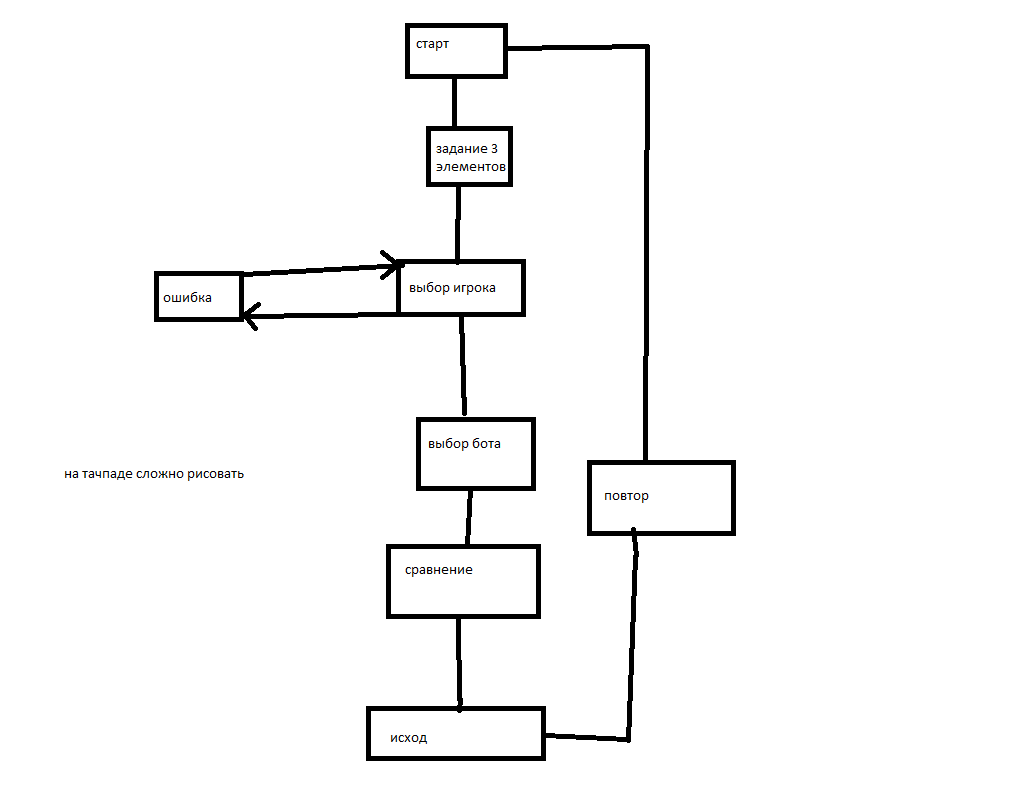 старт
задание 3
элементов
ошибка
выбор игрока
выбор бота
на тачпаде сложно рисовать
повтор
сравнение
исход